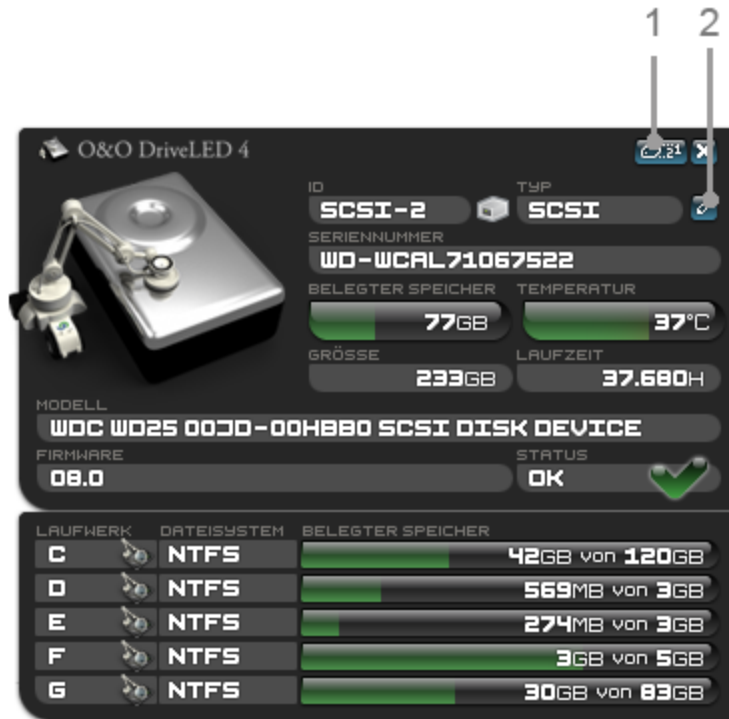 1 2
O&O DriveLED 4
ID TYP
SCSI-2 SCSI
SERIENNUMMER
WD-WCAL71067522
BELEGTER SPEICHER TEMPERATUR
77GB 37°C
GRÖSSE LAUFZEIT
233GB 37.680H
MODELL
WDC WD25 00JD-00HBB0 SCSI DISK DEVICE
FIRMWARE STATUS
08.0 OK
LAUFWERK DATEISYSTEM BELEGTER SPEICHER
C NTFS 42GB von 120GB
D NTFS 569MB von 3GB
E NTFS 274MB von 3GB
F NTFS 3GB von 5GB
G NTFS 30GB von 83GB